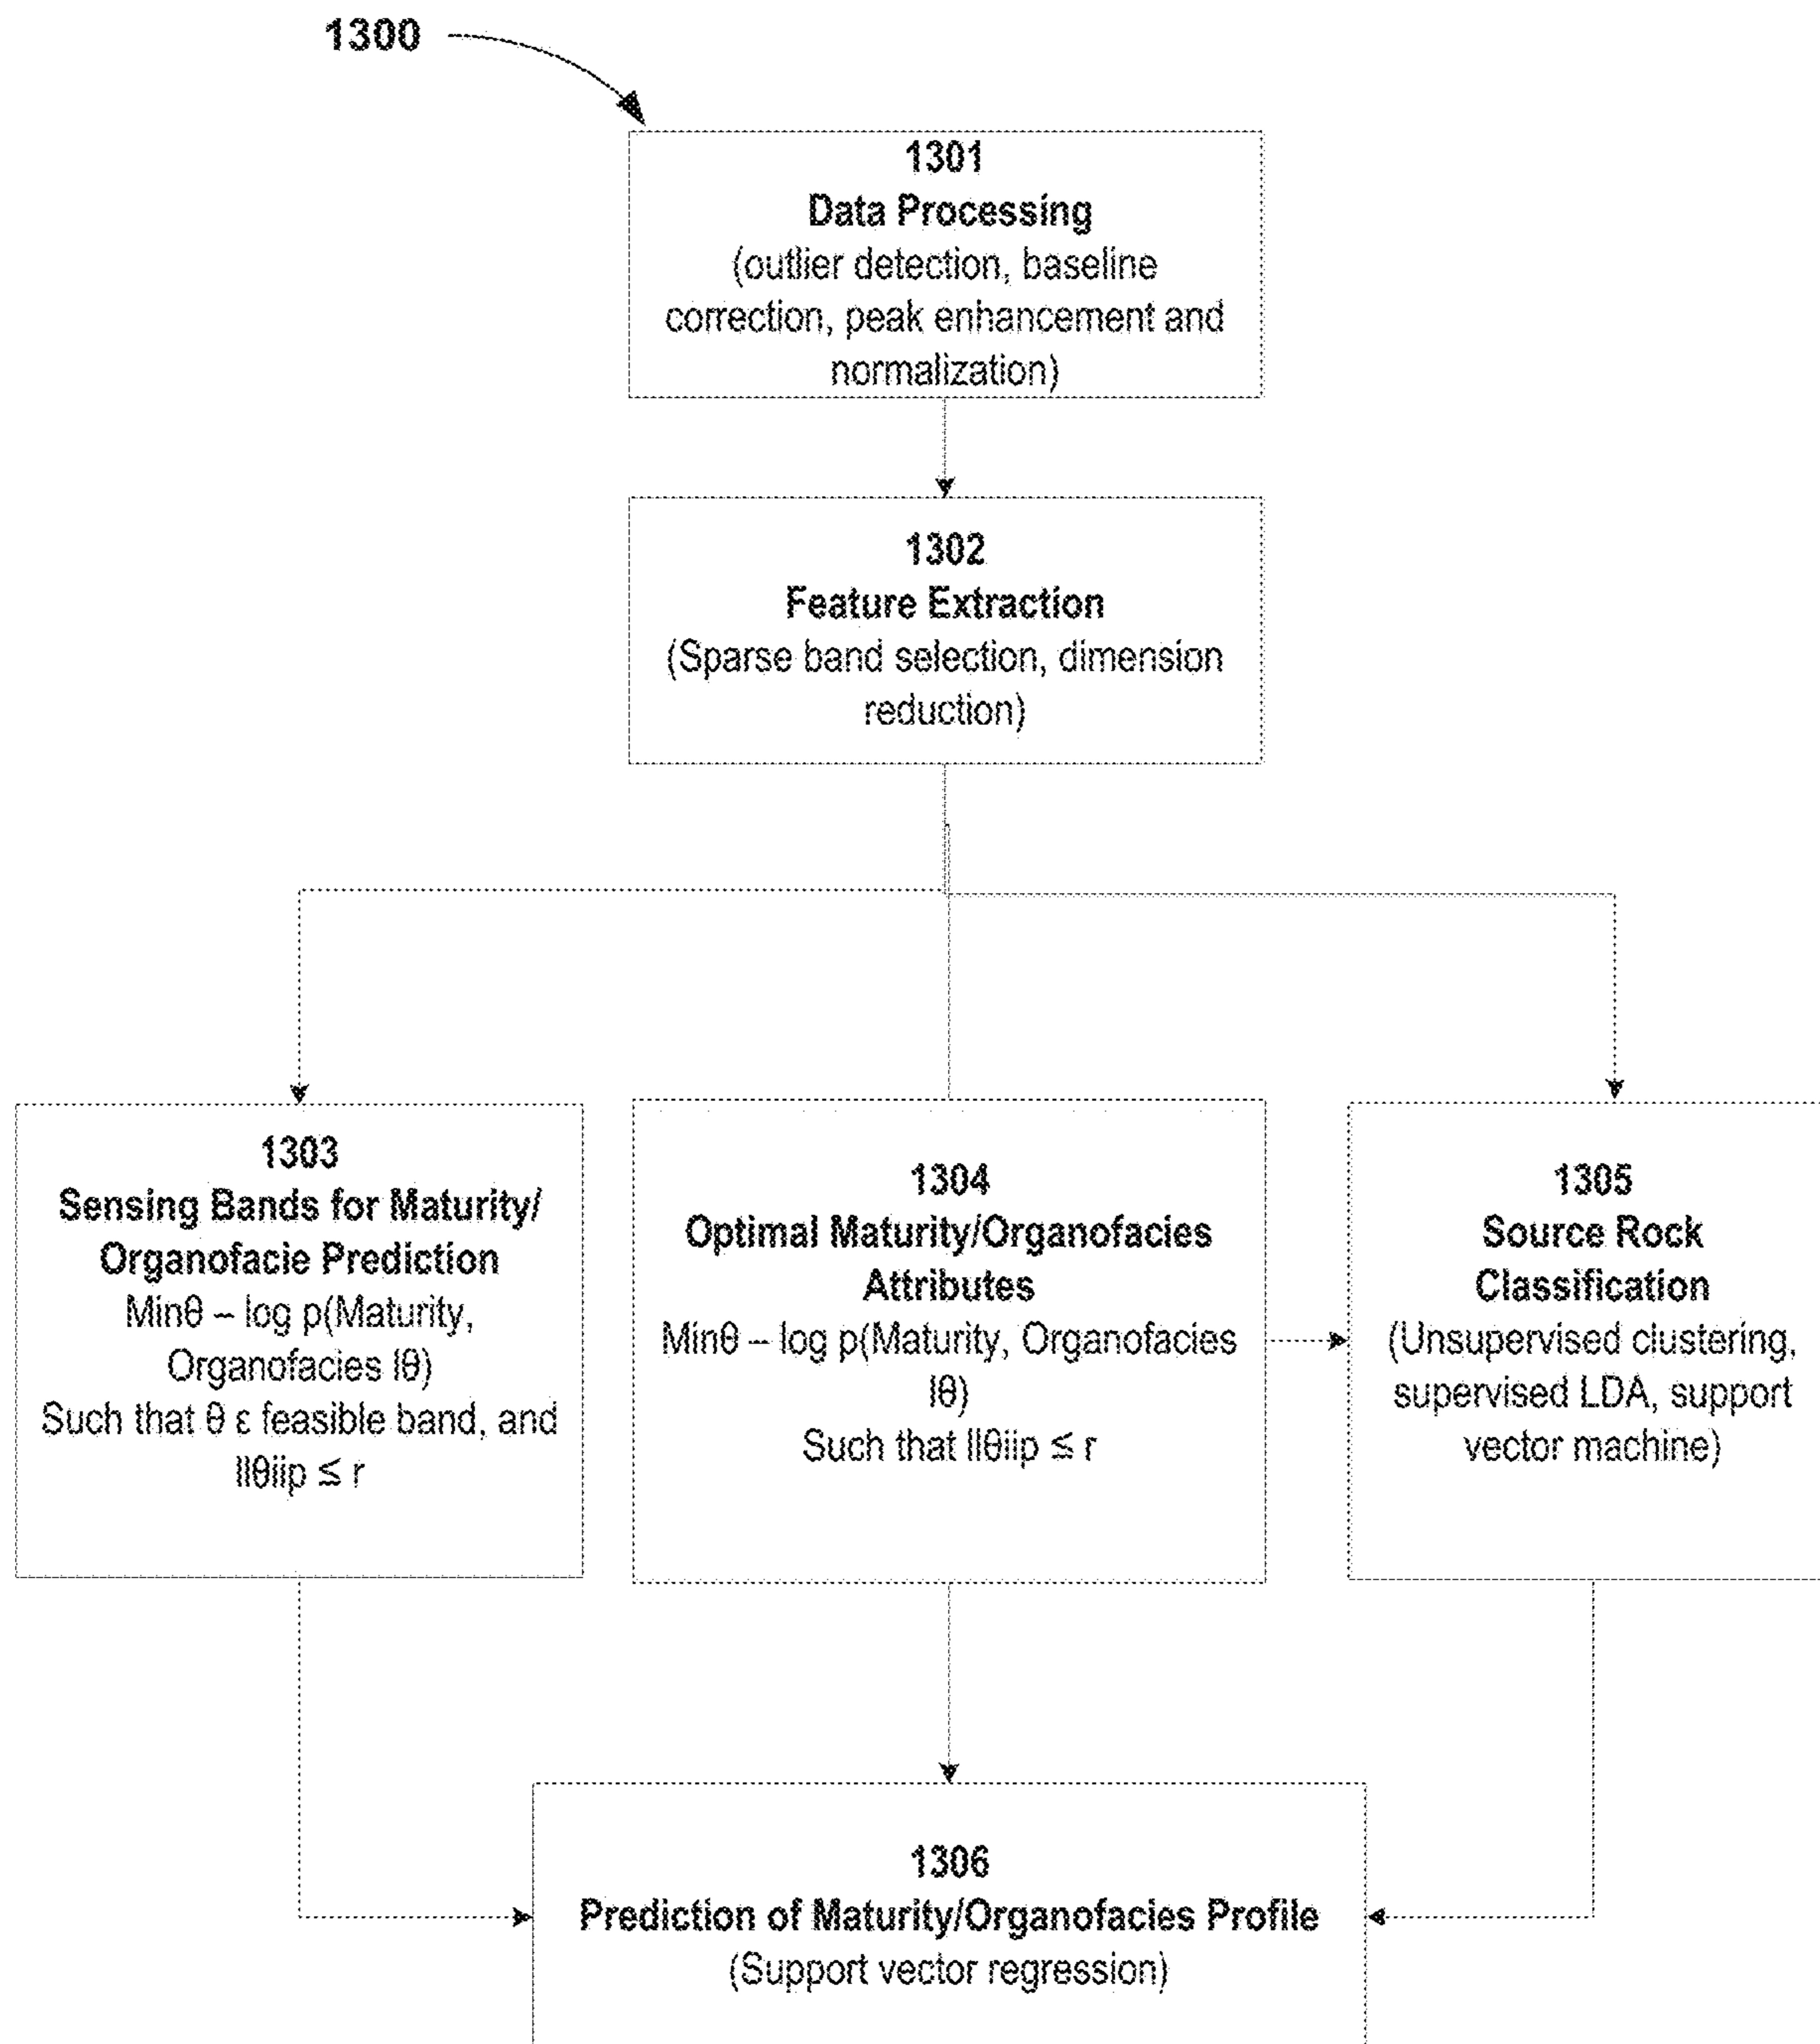 1300
1301
Data Processing
(outlier detection, baseline
correction, peak enhancement and
normalization)
1302
Feature Extraction
(Sparse band selection, dimension
reduction)
1303
Sensing Bands for Maturity/
Organofacie Prediction
Minθ – log p(Maturity,
Organofacies lθ)
Such that θ ε feasible band, and
llθiip ≤ r
1304
Optimal Maturity/Organofacies
Attributes
Minθ – log p(Maturity, Organofacies
lθ)
Such that llθiip ≤ r
1305
Source Rock
Classification
(Unsupervised clustering,
supervised LDA, support
vector machine)
1306
Prediction of Maturity/Organofacies Profile
(Support vector regression)